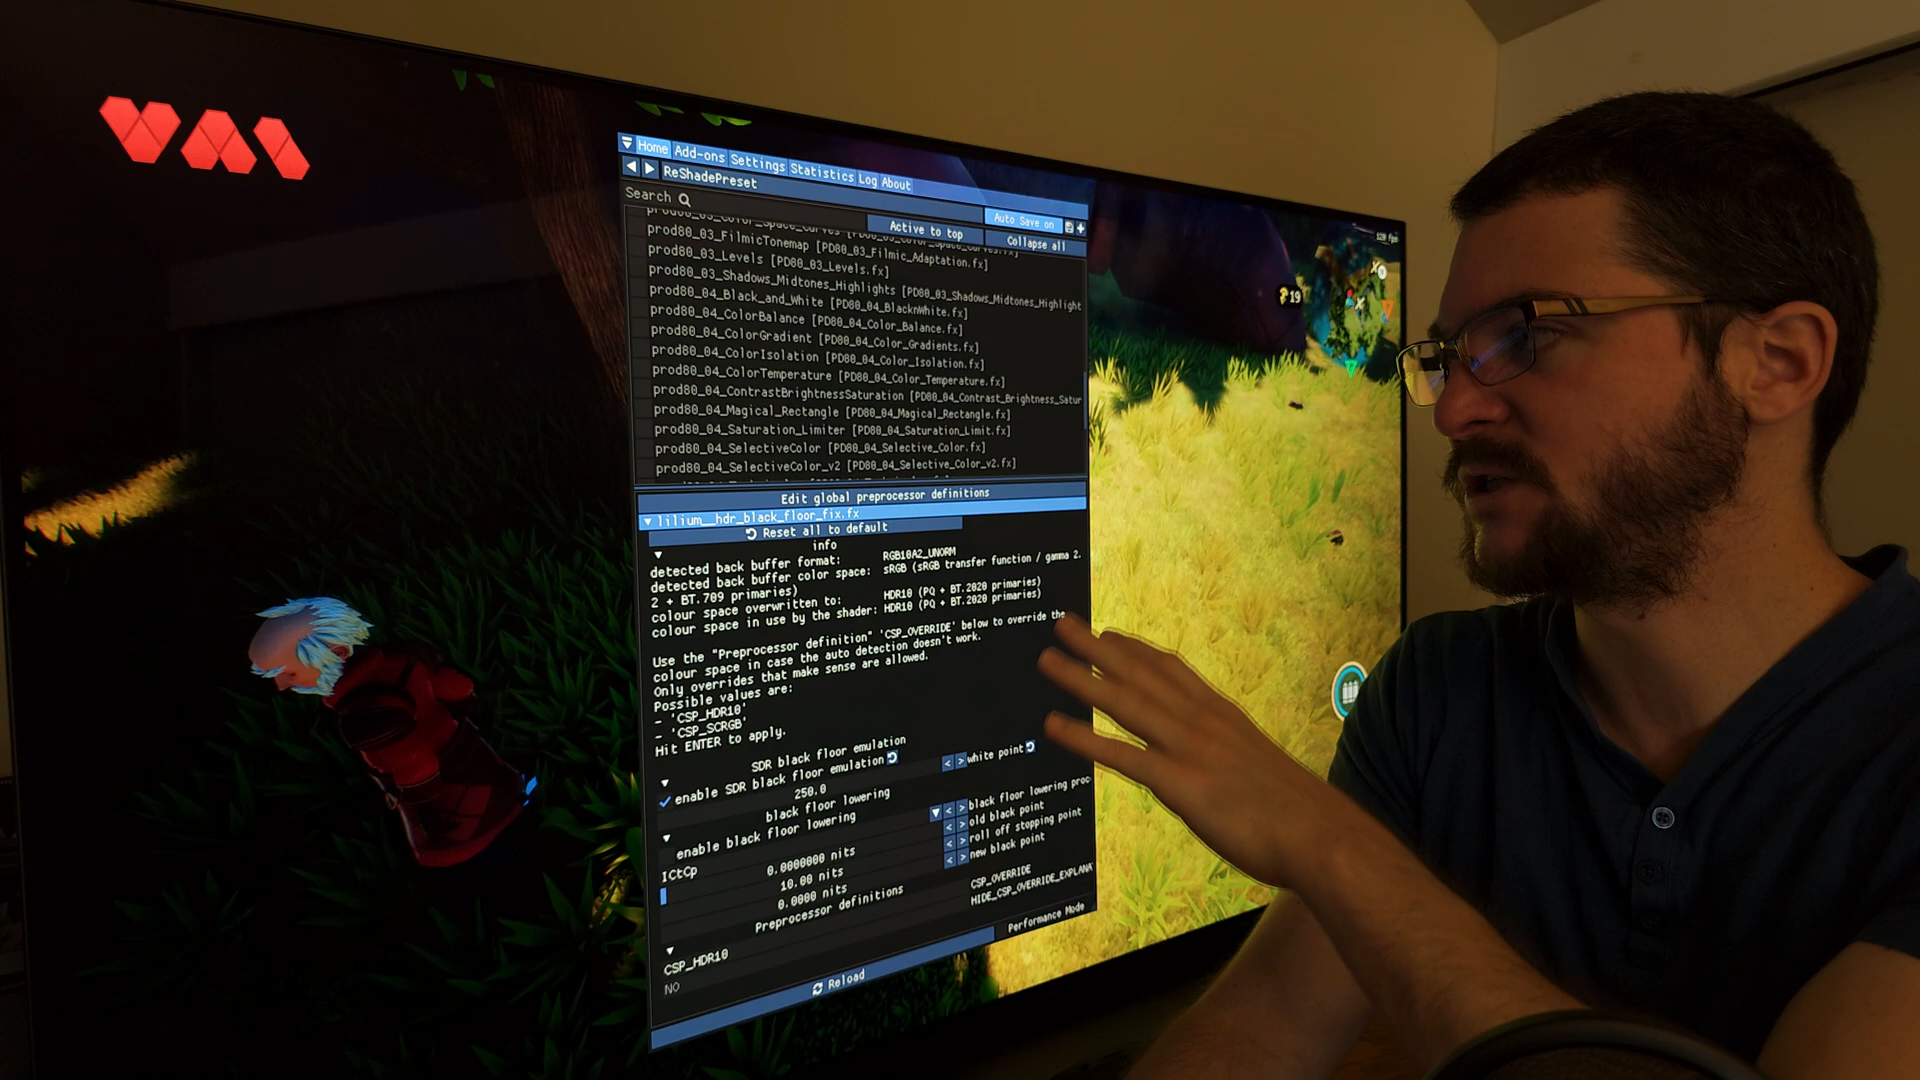 Home Add-ons Settings Statistics Log About
ReShadePreset
Search
Auto Save on
Active to top
Collapse all
prod80_03_Color_Space_Curves [PD80_03_Color_Space_Curves.fx]
prod80_03_FilmicTonemap [PD80_03_Filmic_Adaptation.fx]
prod80_03_Levels [PD80_03_Levels.fx]
prod80_03_Shadows_Midtones_Highlights [PD80_03_Shadows_Midtones_Highlight
prod80_04_Black_and_White [PD80_04_BlacknWhite.fx]
prod80_04_ColorBalance [PD80_04_Color_Balance.fx]
prod80_04_ColorGradient [PD80_04_Color_Gradients.fx]
prod80_04_ColorIsolation [PD80_04_Color_Isolation.fx]
prod80_04_ColorTemperature [PD80_04_Color_Temperature.fx]
prod80_04_ContrastBrightnessSaturation [PD80_04_Contrast_Brightness_Satur
prod80_04_Magical_Rectangle [PD80_04_Magical_Rectangle.fx]
prod80_04_Saturation_Limiter [PD80_04_Saturation_Limit.fx]
prod80_04_SelectiveColor [PD80_04_Selective_Color.fx]
prod80_04_SelectiveColor_v2 [PD80_04_Selective_Color_v2.fx]
Edit global preprocessor definitions
lilium__hdr_black_floor_fix.fx
Reset all to default
info
detected back buffer format: RGB10A2_UNORM
detected back buffer color space: sRGB (sRGB transfer function / gamma 2.
2 + BT.709 primaries)
colour space overwritten to: HDR10 (PQ + BT.2020 primaries)
colour space in use by the shader: HDR10 (PQ + BT.2020 primaries)
Use the "Preprocessor definition" 'CSP_OVERRIDE' below to override the
colour space in case the auto detection doesn't work.
Only overrides that make sense are allowed.
Possible values are:
- 'CSP_HDR10'
- 'CSP_SCRGB'
Hit ENTER to apply.
SDR black floor emulation
enable SDR black floor emulation
250.0 < > white point
black floor lowering
enable black floor lowering
ICtCp < > black floor lowering proc
0.0000000 nits < > old black point
10.00 nits < > roll off stopping point
0.0000 nits < > new black point
Preprocessor definitions
CSP_HDR10 CSP_OVERRIDE
NO HIDE_CSP_OVERRIDE_EXPLANA
Reload
Performance Mode
120 fps
19